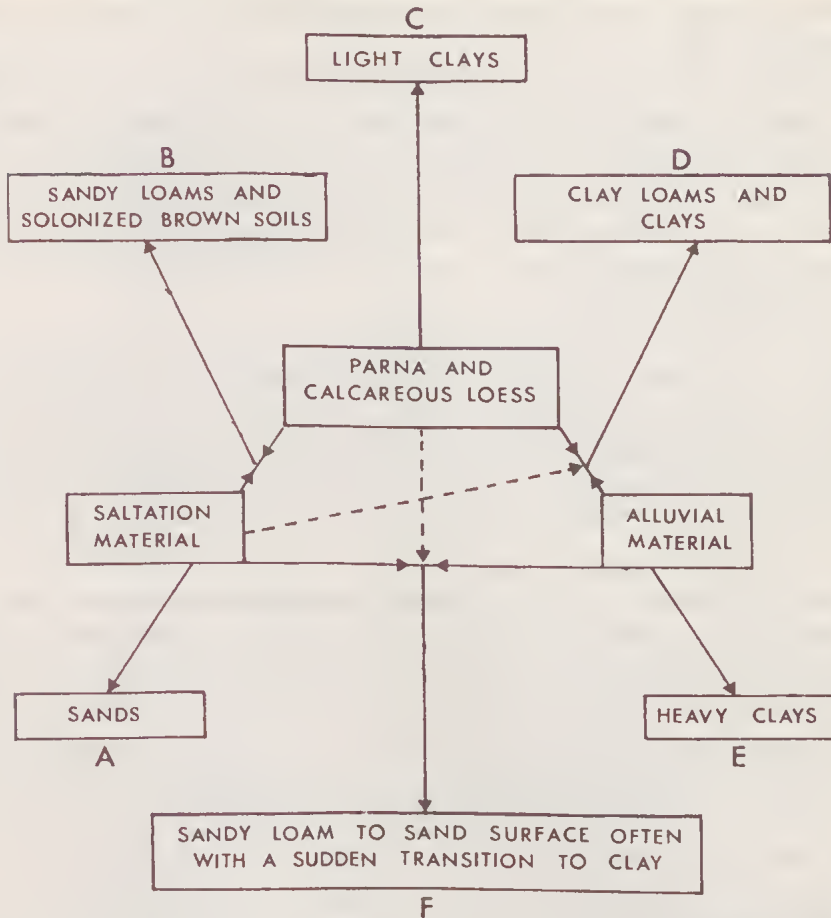 C
LIGHT CLAYS
B
SANDY LOAMS AND
SOLONIZED BROWN SOILS
D
CLAY LOAMS AND
CLAYS
PARNA AND
CALCAREOUS LOESS
SALTATION
MATERIAL
ALLUVIAL
MATERIAL
SANDS
A
HEAVY CLAYS
E
SANDY LOAM TO SAND SURFACE OFTEN
WITH A SUDDEN TRANSITION TO CLAY
F